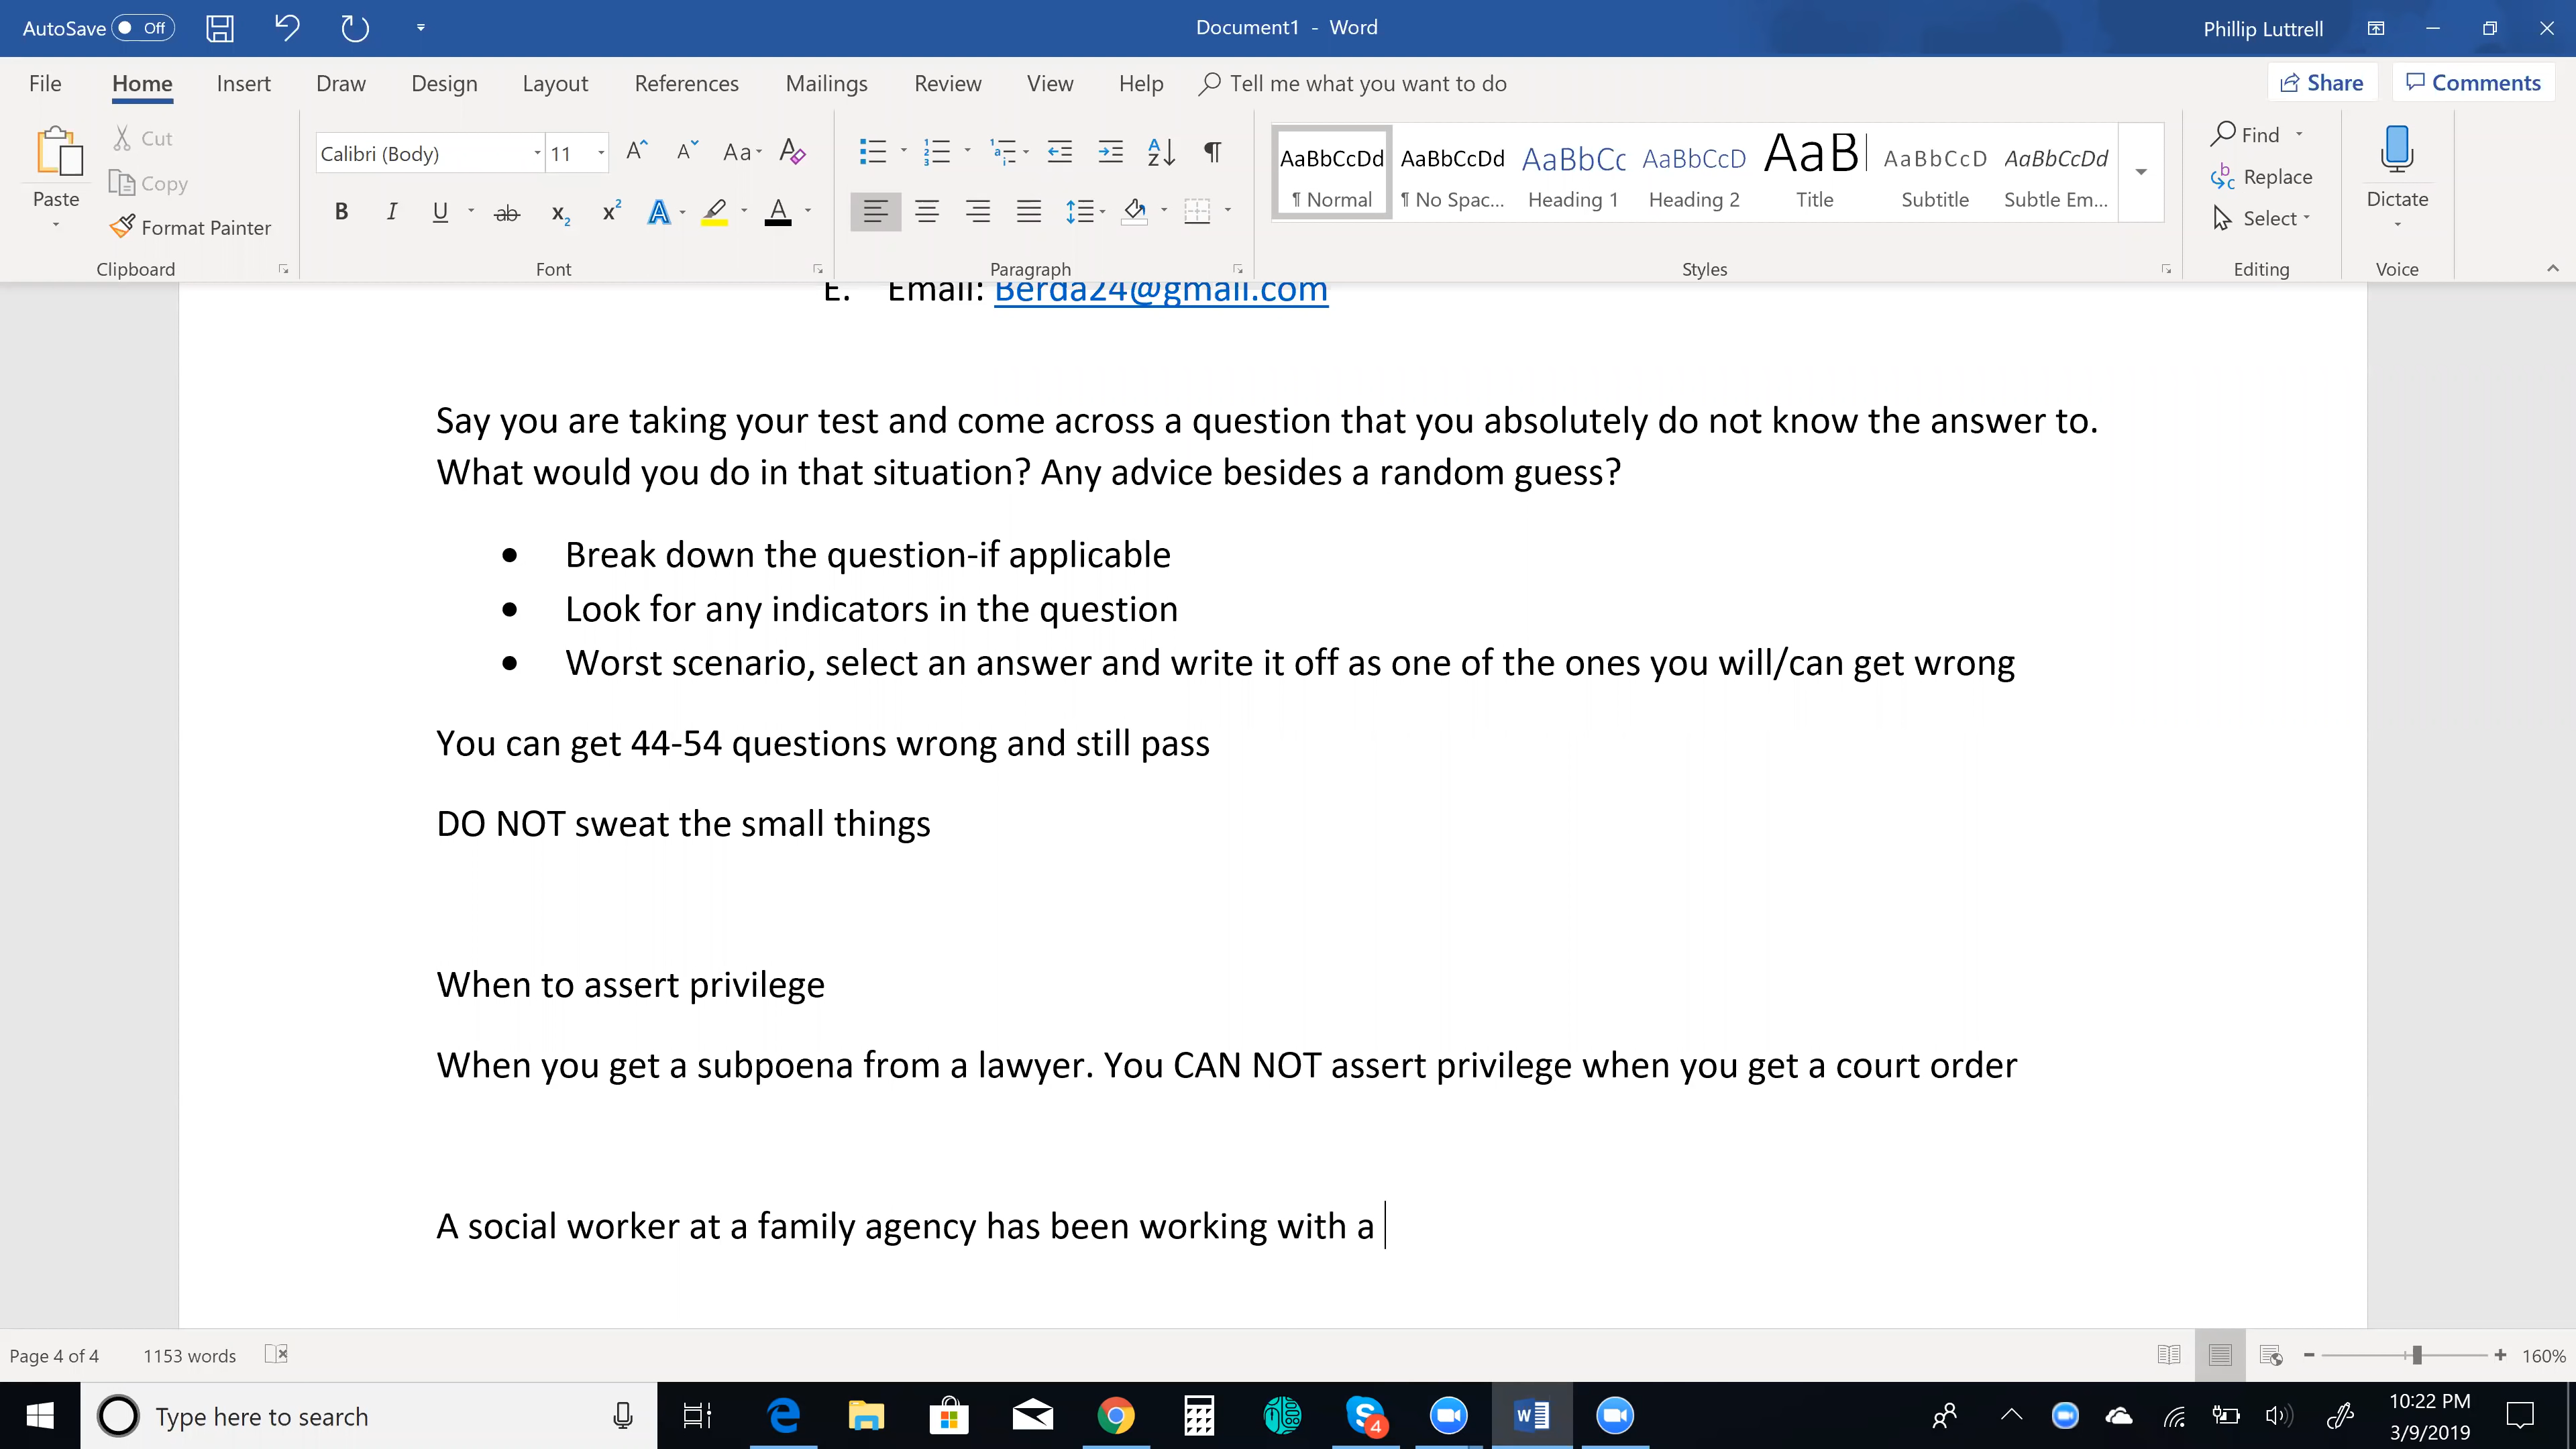 AutoSave Off
Document1 - Word
Phillip Luttrell
File Home Insert Draw Design Layout References Mailings Review View Help Tell me what you want to do
Share Comments
Paste
Cut
Copy
Format Painter
Clipboard
Calibri (Body) 11
Font
Paragraph
AaBbCcDd AaBbCcDd AaBbCc AaBbCcD AaB AaBbCcD AaBbCcDd
¶ Normal ¶ No Spac... Heading 1 Heading 2 Title Subtitle Subtle Em...
Styles
Find
Replace
Select
Editing
Dictate
Voice
E. Email: Berda24@gmail.com
Say you are taking your test and come across a question that you absolutely do not know the answer to.
What would you do in that situation? Any advice besides a random guess?
• Break down the question-if applicable
• Look for any indicators in the question
• Worst scenario, select an answer and write it off as one of the ones you will/can get wrong
You can get 44-54 questions wrong and still pass
DO NOT sweat the small things
When to assert privilege
When you get a subpoena from a lawyer. You CAN NOT assert privilege when you get a court order
A social worker at a family agency has been working with a
Page 4 of 4 1153 words
160%
Type here to search
4
10:22 PM
3/9/2019